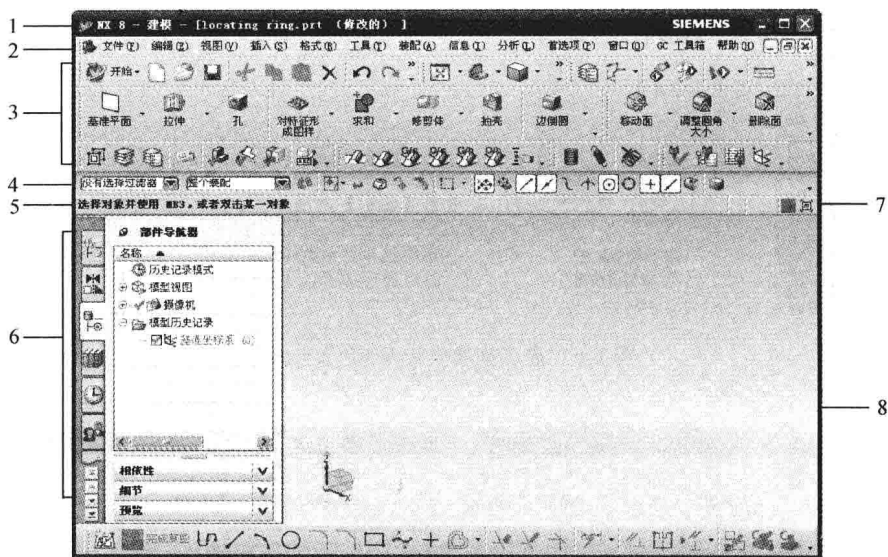 NX 8 - 建模 - [locating ring.prt （修改的） ] SIEMENS
文件(F) 编辑(E) 视图(V) 插入(S) 格式(R) 工具(T) 装配(A) 信息(I) 分析(L) 首选项(P) 窗口(O) GC 工具箱 帮助(H)
开始
基准平面 拉伸 孔 对特征形成图样 求和 修剪体 抽壳 边倒圆 移动面 调整圆角大小 删除面
没有选择过滤器 整个装配
选择对象并使用 MB3，或者双击某一对象
部件导航器
名称
历史记录模式
模型视图
摄像机
模型历史记录
基准坐标系 (0)
相依性
细节
预览
完成草图
1
2
3
4
5
6
7
8